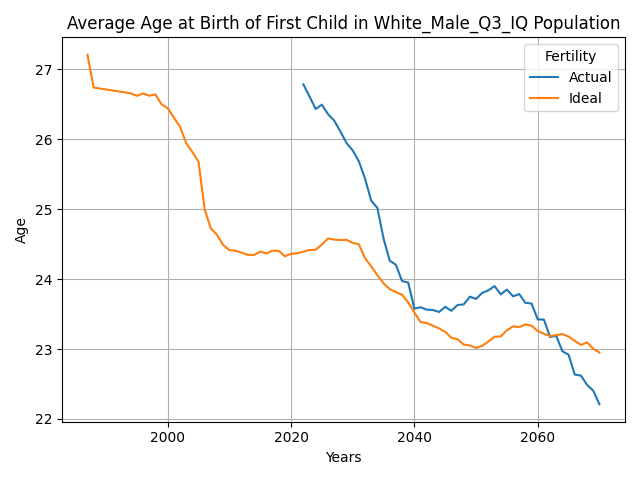 Average Age at Birth of First Child in White_Male_Q3_IQ Population
Fertility
Actual
Ideal
27
26
25
24
23
22
Age
2000
2020
2040
2060
Years